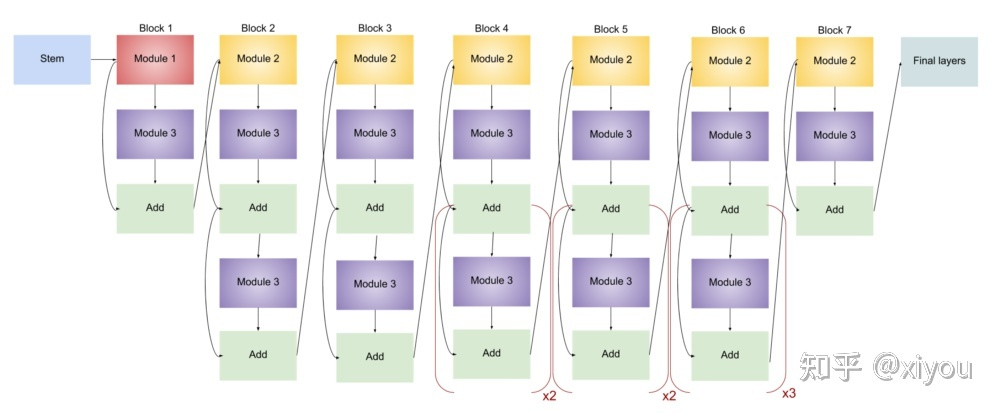 Block 1
Block 2
Block 3
Block 4
Block 5
Block 6
Block 7
Stem
Module 1
Module 2
Module 2
Module 2
Module 2
Module 2
Module 2
Final layers
Module 3
Module 3
Module 3
Module 3
Module 3
Module 3
Module 3
Add
Add
Add
Add
Add
Add
Add
Module 3
Module 3
Module 3
Module 3
Module 3
Add
Add
Add
Add
Add
x2
x2
x3
知乎 @xiyou